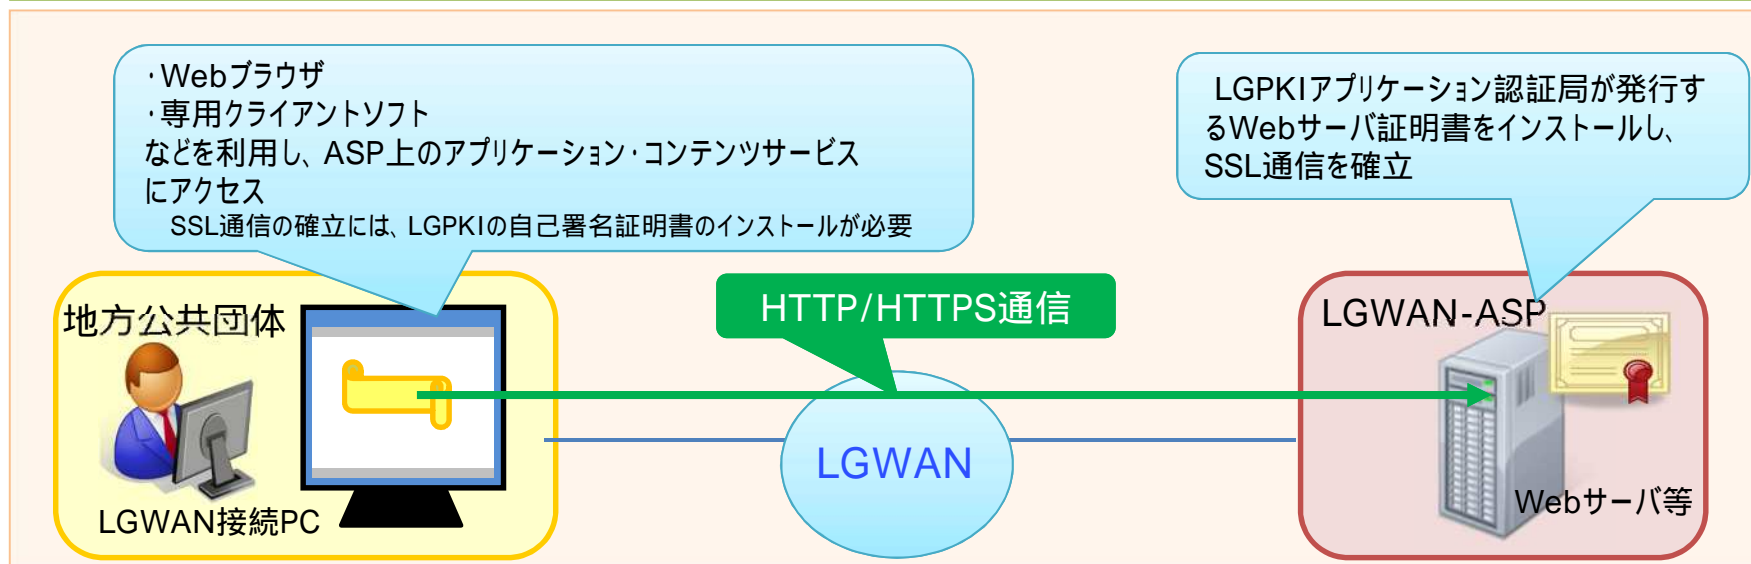 ・Webブラウザ
・専用クライアントソフト
などを利用し、ASP上のアプリケーション・コンテンツサービス
にアクセス
SSL通信の確立には、LGPKIの自己署名証明書のインストールが必要
LGPKIアプリケーション認証局が発行す
るWebサーバ証明書をインストールし、
SSL通信を確立
地方公共団体
HTTP/HTTPS通信
LGWAN-ASP
LGWAN
LGWAN接続PC
Webサーバ等